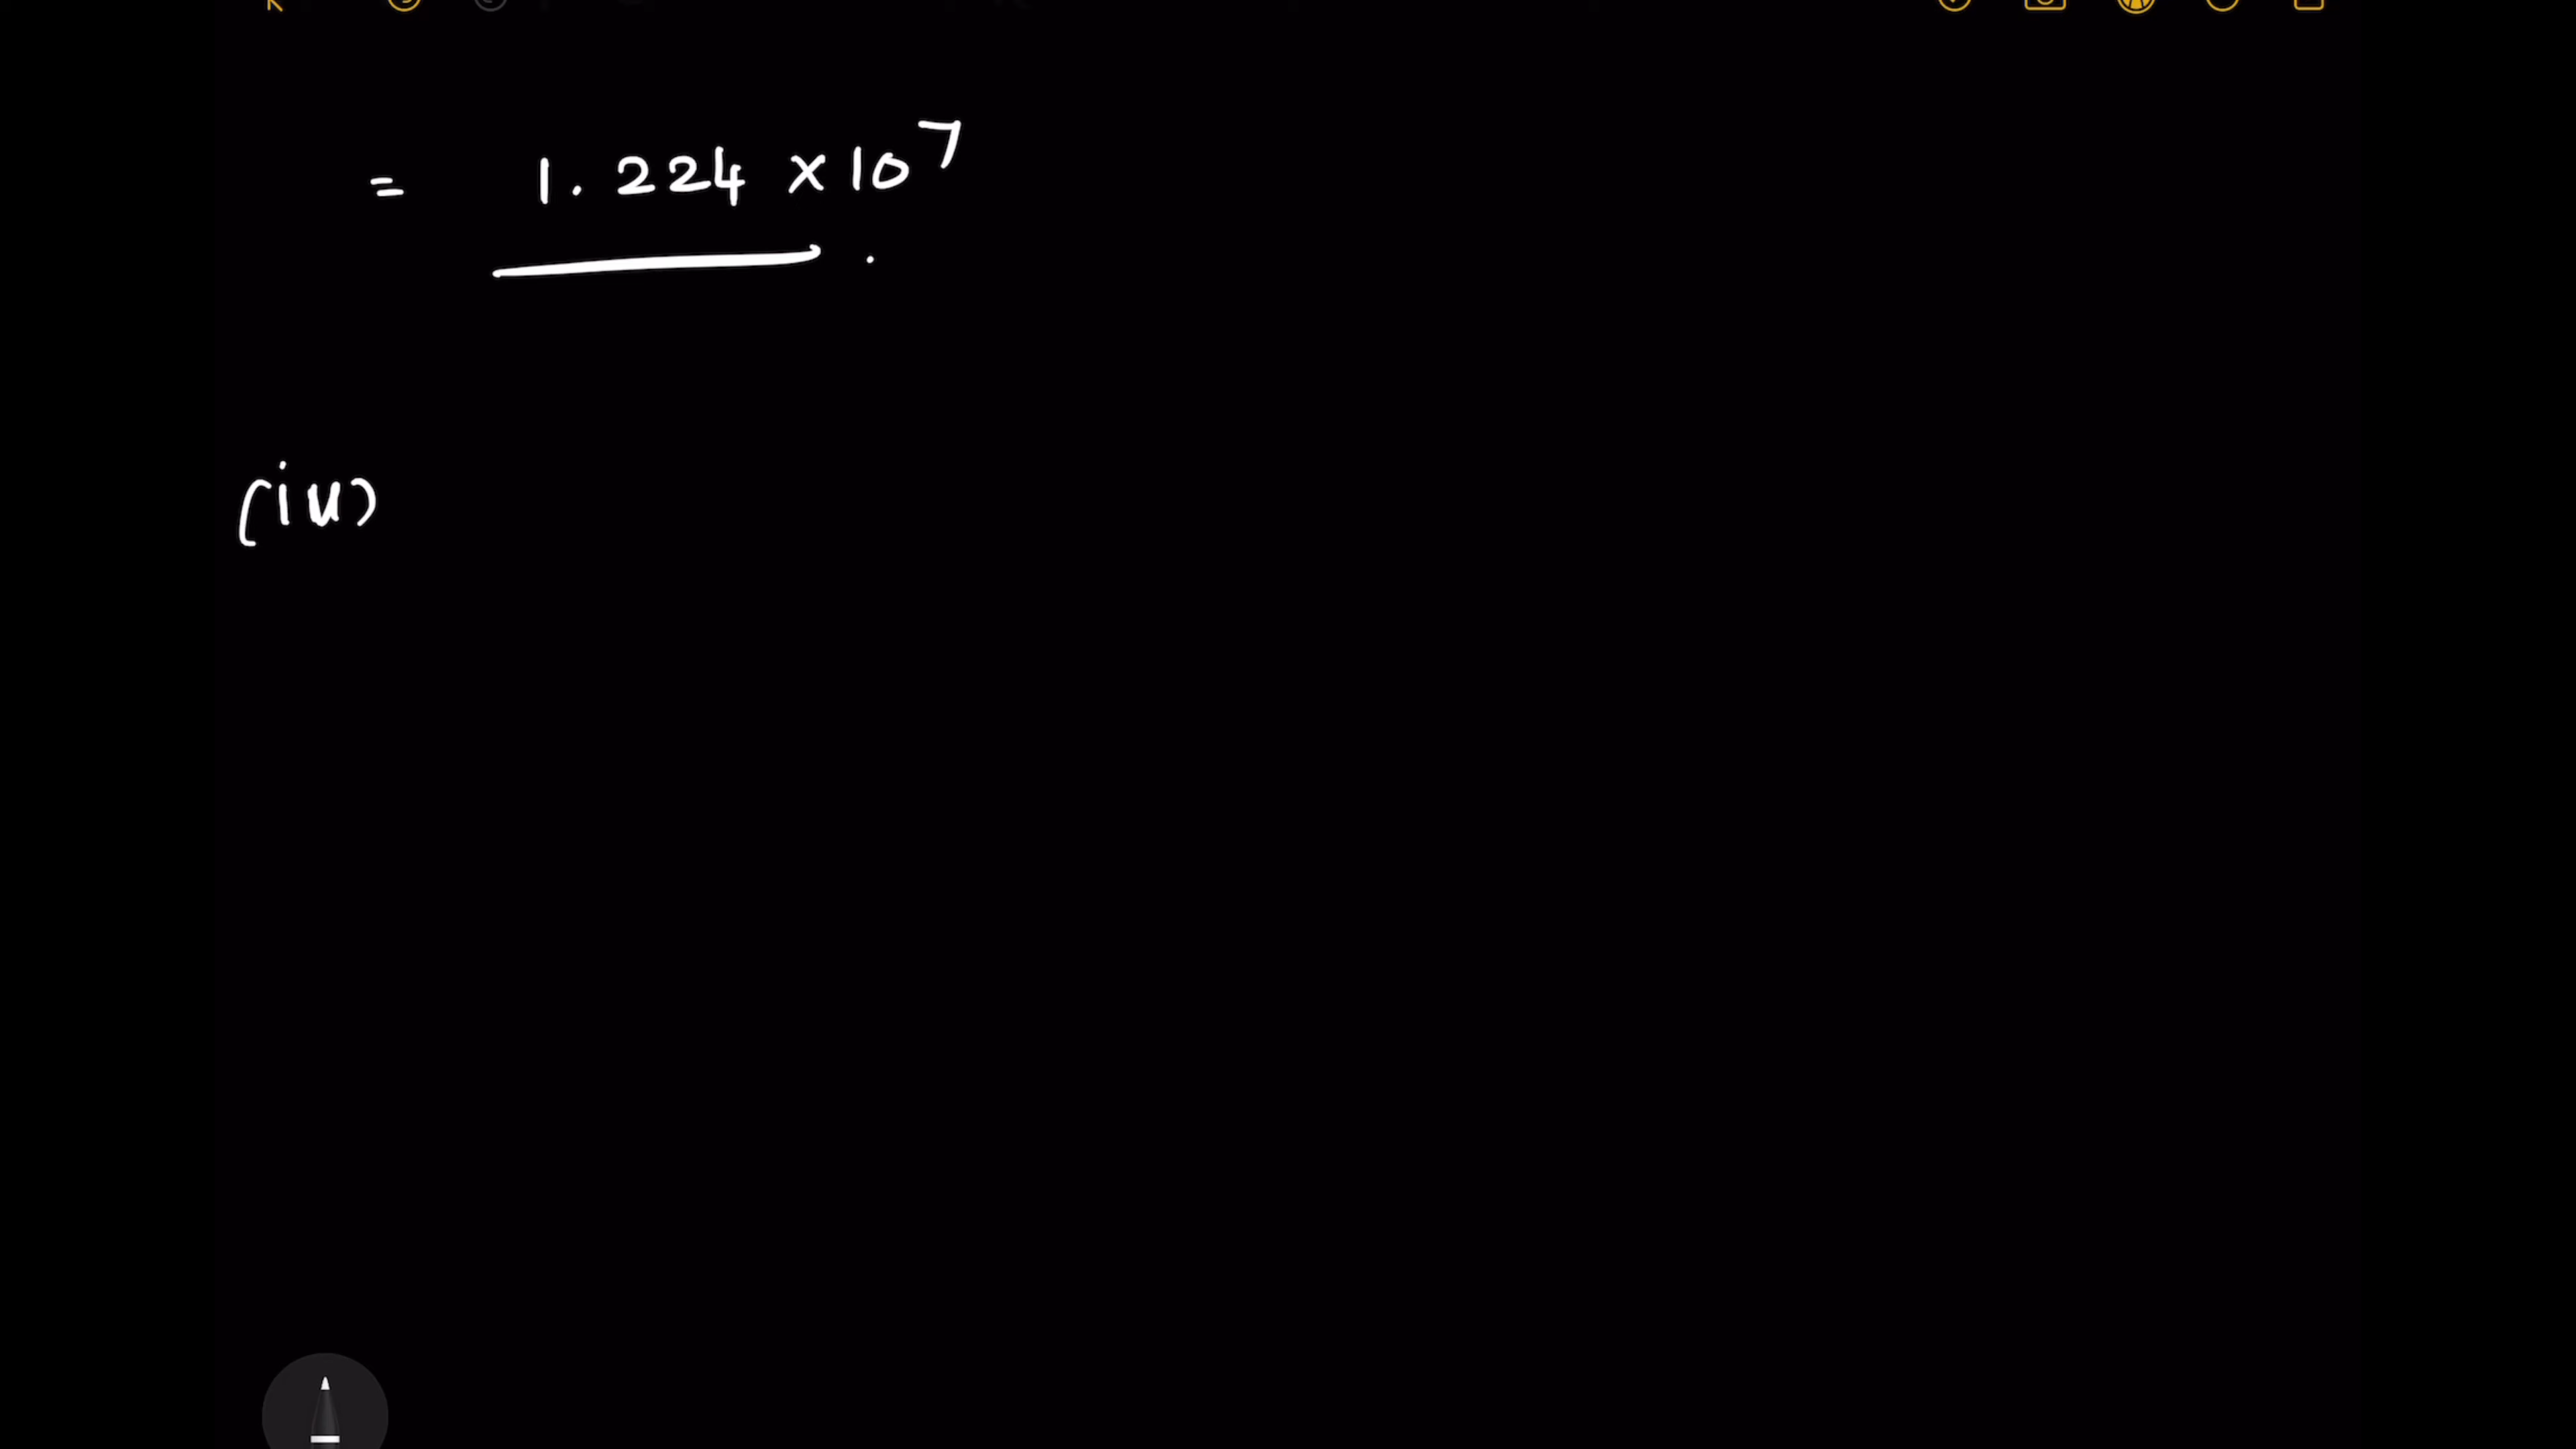 = 1.224 × 10⁷
(iv)